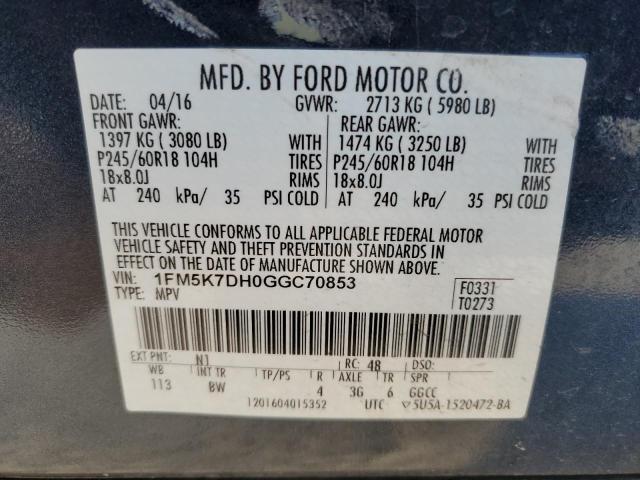 MFD. BY FORD MOTOR CO.
DATE: 04/16 GVWR: 2713 KG ( 5980 LB)
FRONT GAWR: REAR GAWR:
1397 KG ( 3080 LB) WITH 1474 KG ( 3250 LB) WITH
P245/60R18 104H TIRES P245/60R18 104H TIRES
18x8.0J RIMS 18x8.0J RIMS
AT 240 kPa/ 35 PSI COLD AT 240 kPa/ 35 PSI COLD
THIS VEHICLE CONFORMS TO ALL APPLICABLE FEDERAL MOTOR
VEHICLE SAFETY AND THEFT PREVENTION STANDARDS IN
EFFECT ON THE DATE OF MANUFACTURE SHOWN ABOVE.
VIN: 1FM5K7DH0GGC70853 F0331
TYPE: MPV T0273
EXT PNT: N1 RC: 48 DSO:
WB INT TR TP/PS R AXLE TR SPR
113 BW 4 3G 6 GGCC
1201604015352 UTC ▽5U5A-1520472-BA